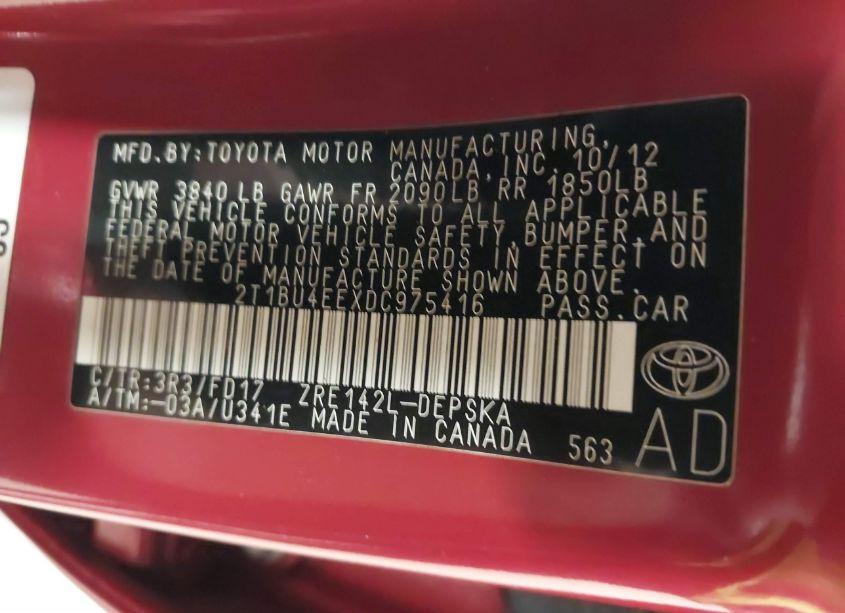 MFD.BY:TOYOTA MOTOR MANUFACTURING,
CANADA,INC. 10/12
GVWR 3840 LB GAWR FR 2090LB RR 1850LB
THIS VEHICLE CONFORMS TO ALL APPLICABLE
FEDERAL MOTOR VEHICLE SAFETY,BUMPER,AND
THEFT PREVENTION STANDARDS IN EFFECT ON
THE DATE OF MANUFACTURE SHOWN ABOVE.
2T1BU4EEXDC975416 PASS.CAR
C/TR:3R3/FD17 ZRE142L-DEPSKA
A/TM:-03A/U341E MADE IN CANADA 563
AD